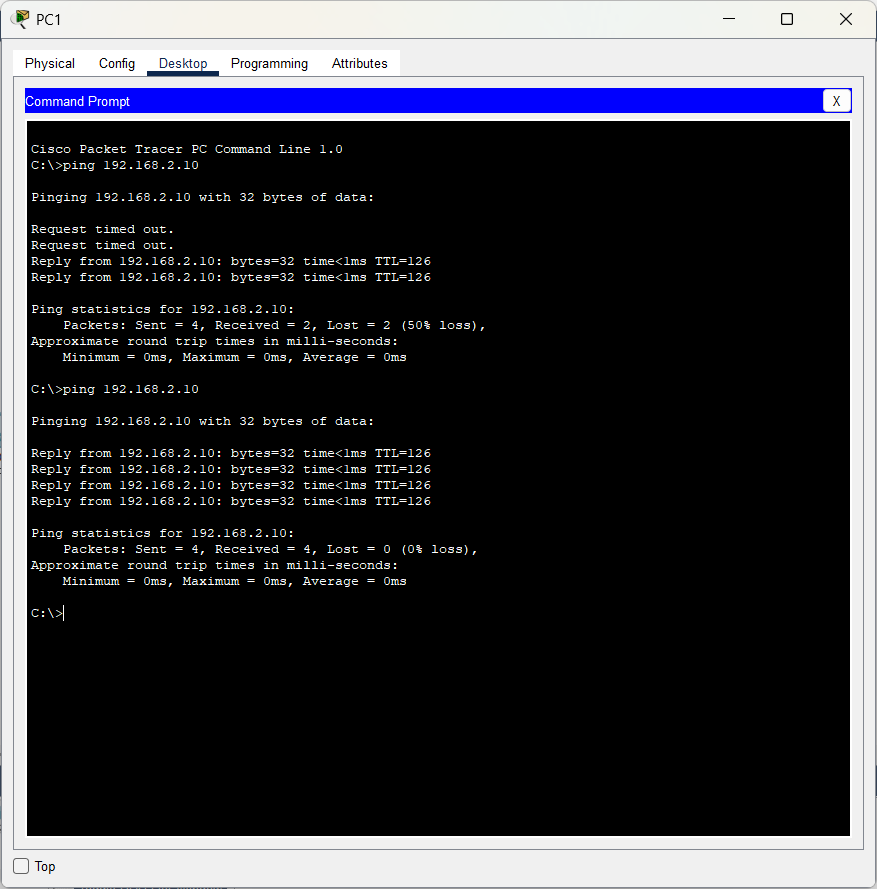 PC1
Physical Config Desktop Programming Attributes
Command Prompt X
Cisco Packet Tracer PC Command Line 1.0
C:\>ping 192.168.2.10
Pinging 192.168.2.10 with 32 bytes of data:
Request timed out.
Request timed out.
Reply from 192.168.2.10: bytes=32 time<1ms TTL=126
Reply from 192.168.2.10: bytes=32 time<1ms TTL=126
Ping statistics for 192.168.2.10:
    Packets: Sent = 4, Received = 2, Lost = 2 (50% loss),
Approximate round trip times in milli-seconds:
    Minimum = 0ms, Maximum = 0ms, Average = 0ms
C:\>ping 192.168.2.10
Pinging 192.168.2.10 with 32 bytes of data:
Reply from 192.168.2.10: bytes=32 time<1ms TTL=126
Reply from 192.168.2.10: bytes=32 time<1ms TTL=126
Reply from 192.168.2.10: bytes=32 time<1ms TTL=126
Reply from 192.168.2.10: bytes=32 time<1ms TTL=126
Ping statistics for 192.168.2.10:
    Packets: Sent = 4, Received = 4, Lost = 0 (0% loss),
Approximate round trip times in milli-seconds:
    Minimum = 0ms, Maximum = 0ms, Average = 0ms
C:\>
Top